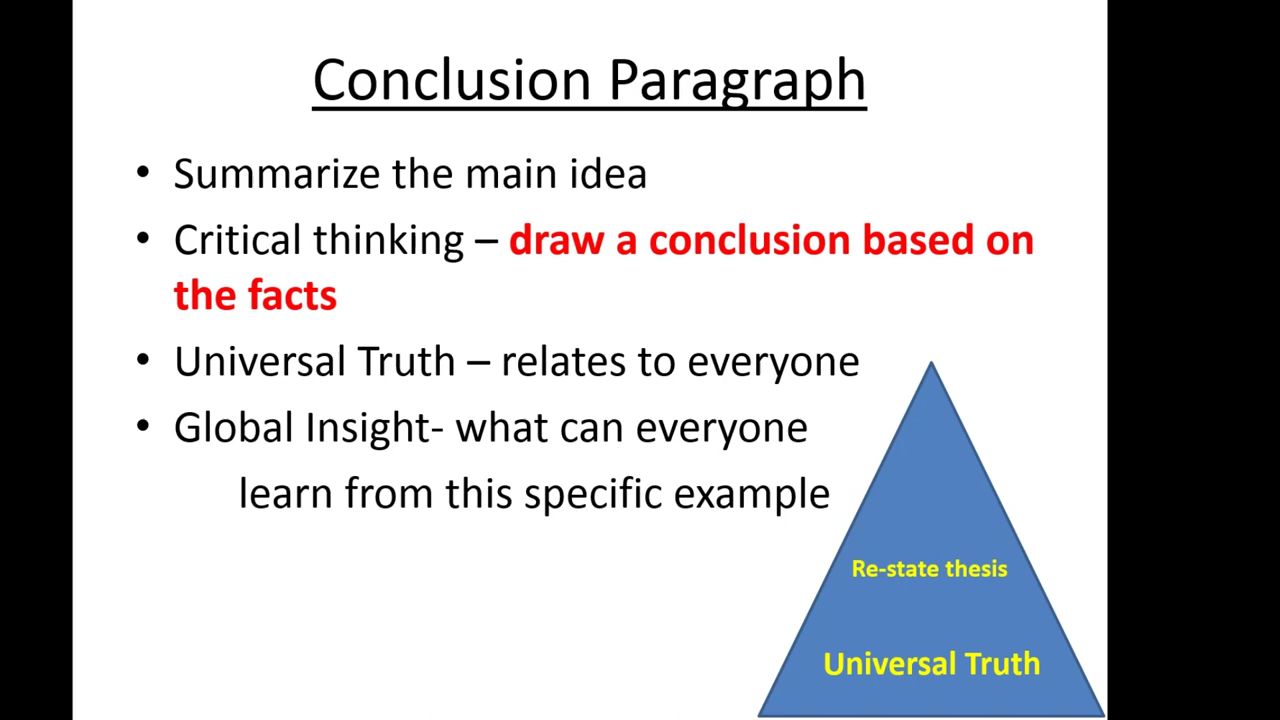 Conclusion Paragraph
• Summarize the main idea
• Critical thinking – draw a conclusion based on
the facts
• Universal Truth – relates to everyone
• Global Insight- what can everyone
learn from this specific example
Re-state thesis
Universal Truth